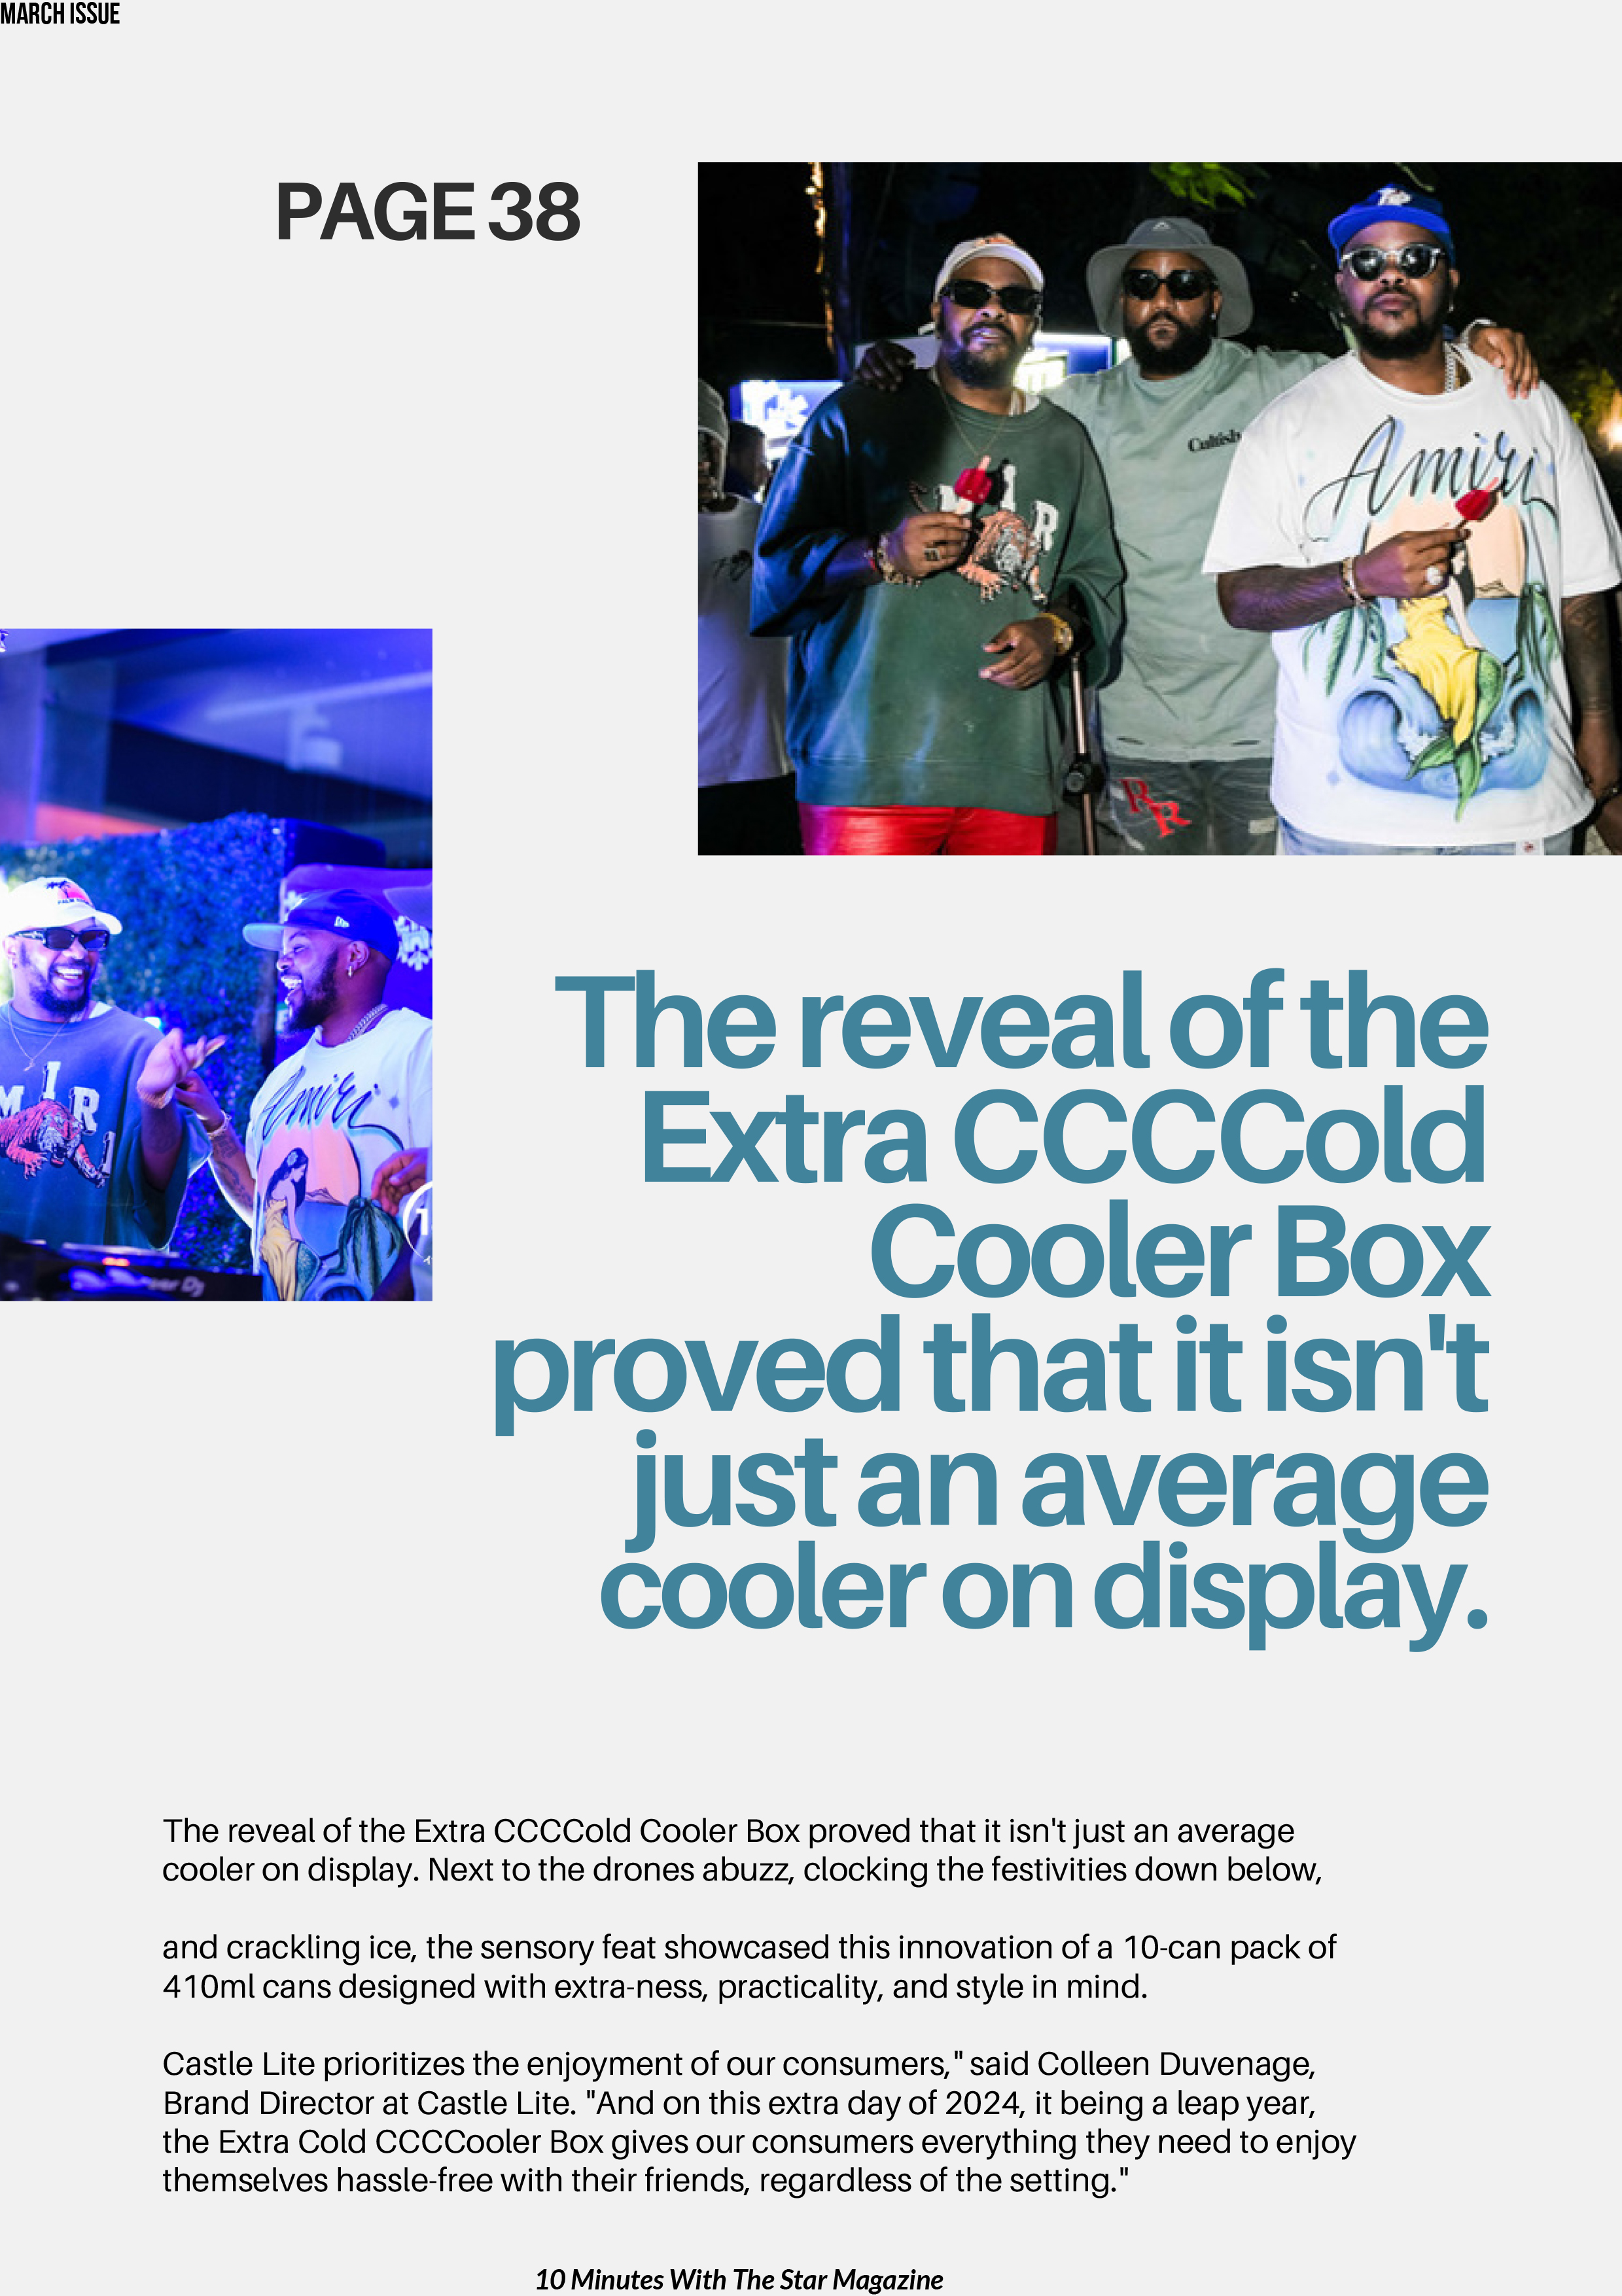 MARCH ISSUE
PAGE 38
Cultish
Amiri
M I R
R R
M I R
Amiri
The reveal of the
Extra CCCCold
Cooler Box
proved that it isn't
just an average
cooler on display.
The reveal of the Extra CCCCold Cooler Box proved that it isn't just an average
cooler on display. Next to the drones abuzz, clocking the festivities down below,
and crackling ice, the sensory feat showcased this innovation of a 10-can pack of
410ml cans designed with extra-ness, practicality, and style in mind.
Castle Lite prioritizes the enjoyment of our consumers," said Colleen Duvenage,
Brand Director at Castle Lite. "And on this extra day of 2024, it being a leap year,
the Extra Cold CCCCooler Box gives our consumers everything they need to enjoy
themselves hassle-free with their friends, regardless of the setting."
10 Minutes With The Star Magazine